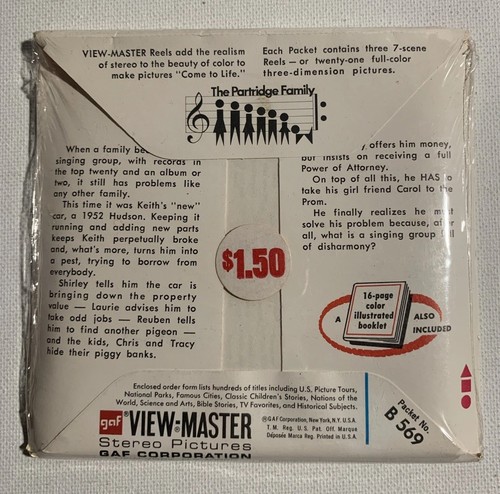 VIEW-MASTER Reels add the realism
of stereo to the beauty of color to
make pictures "Come to Life."
Each Packet contains three 7-scene
Reels — or twenty-one full-color
three-dimension pictures.
The Partridge Family
When a family
singing group, with records in
the top twenty and an album or
two, it still has problems like
any other family.
This time it was Keith's "new"
car, a 1952 Hudson. Keeping it
running and adding new parts
keeps Keith perpetually broke
and, what's more, turns him into
a pest, trying to borrow from
everybody.
Shirley tells him the car is
bringing down the property
value — Laurie advises him to
take odd jobs — Reuben tells
him to find another pigeon —
and the kids, Chris and Tracy
hide their piggy banks.
offers him money,
but insists on receiving a full
Power of Attorney.
On top of all this, he HAS to
take his girl friend Carol to the
Prom.
He finally realizes he must
solve his problem because, after
all, what is a singing group full
of disharmony?
$1.50
A
16-page
color
illustrated
booklet
ALSO
INCLUDED
Enclosed order form lists hundreds of titles including U.S. Picture Tours,
National Parks, Famous Cities, Classic Children's Stories, Nations of the
World, Science and Arts, Bible Stories, TV Favorites, and Historical Subjects.
gaf ® VIEW-MASTER
Stereo Pictures
GAF CORPORATION
®GAF Corporation, New York, N.Y. U.S.A.
T. M. Reg. U. S. Pat. Off. Marque
Déposée Marca Reg. Printed in U.S.A.
Packet No.
B 569